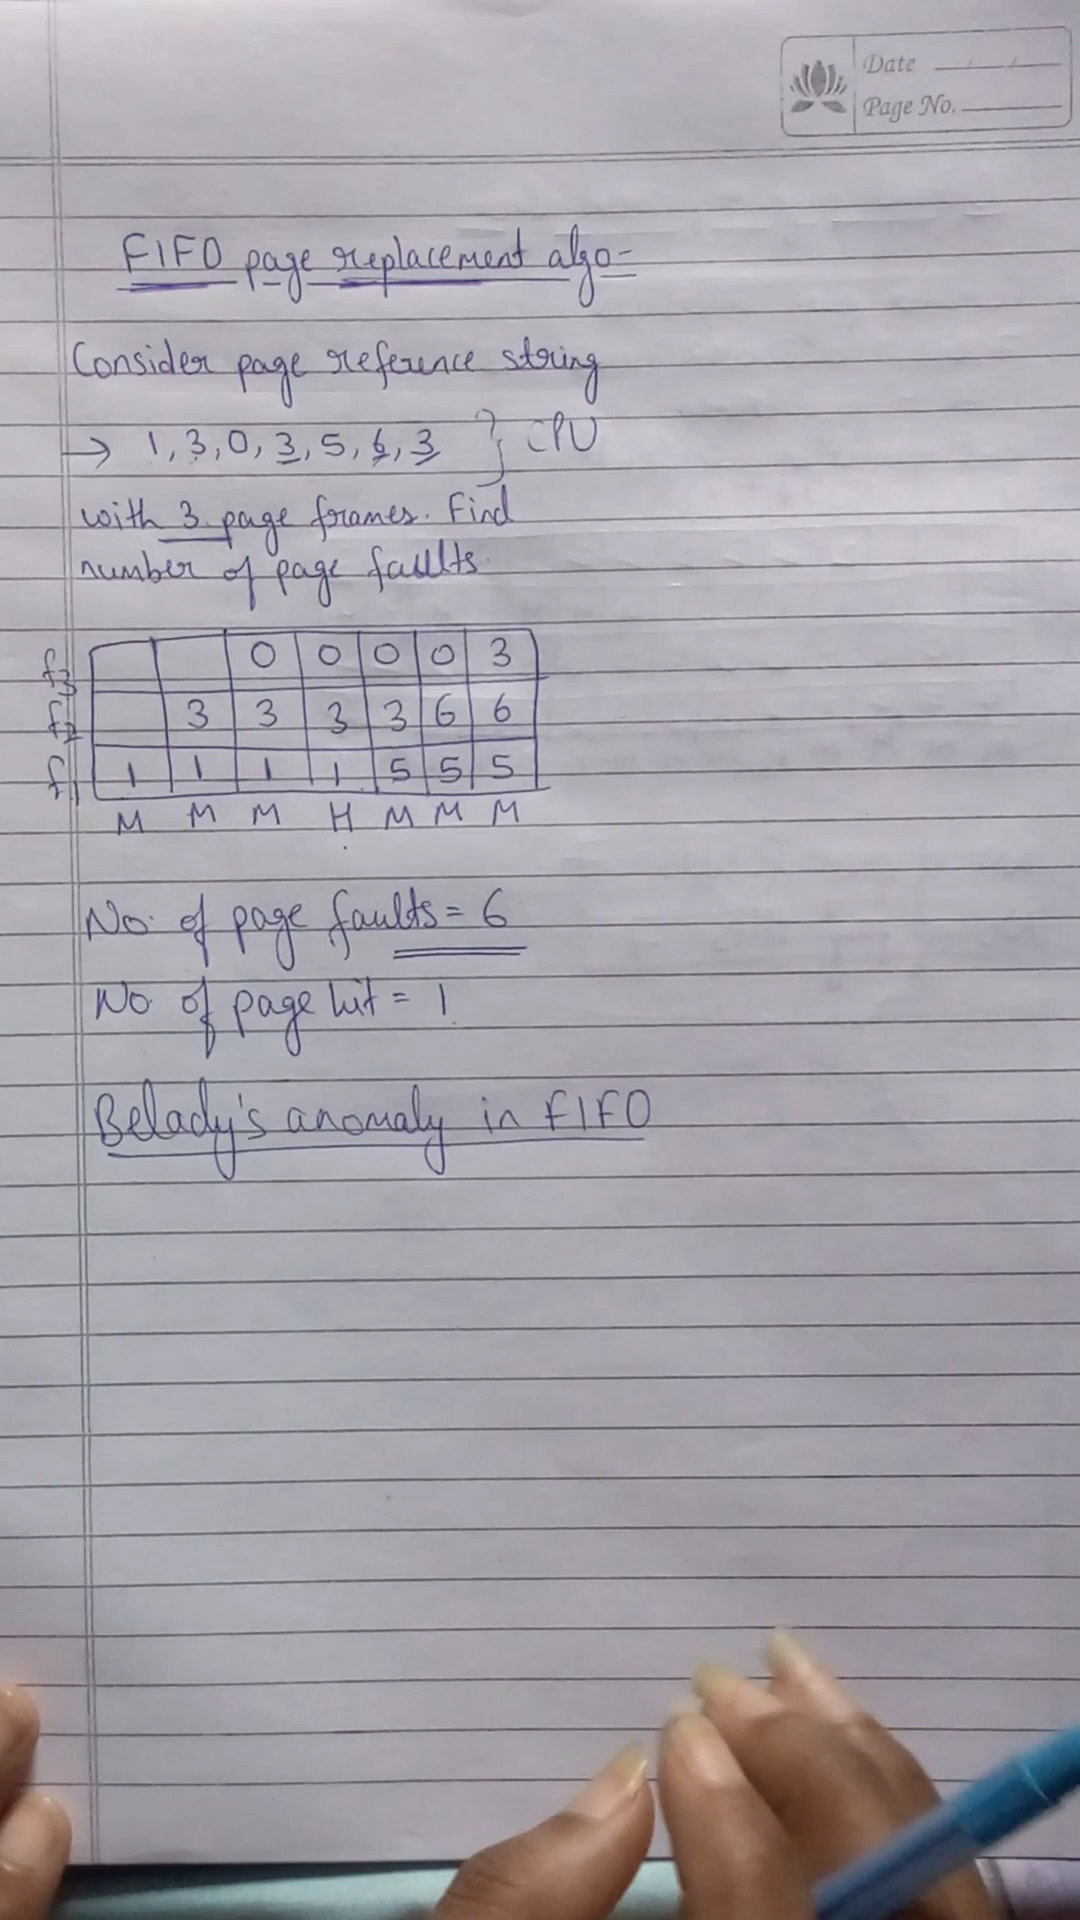 Date
Page No.
FIFO page replacement algo-
Consider page reference string
→ 1, 3, 0, 3, 5, 6, 3 } CPU
with 3 page frames. Find
number of page faults.
f3 0 0 0 0 3
f2 3 3 3 3 6 6
f1 1 1 1 1 5 5 5
M M M H M M M
No. of page faults = 6
No. of page hit = 1
Belady's anomaly in FIFO